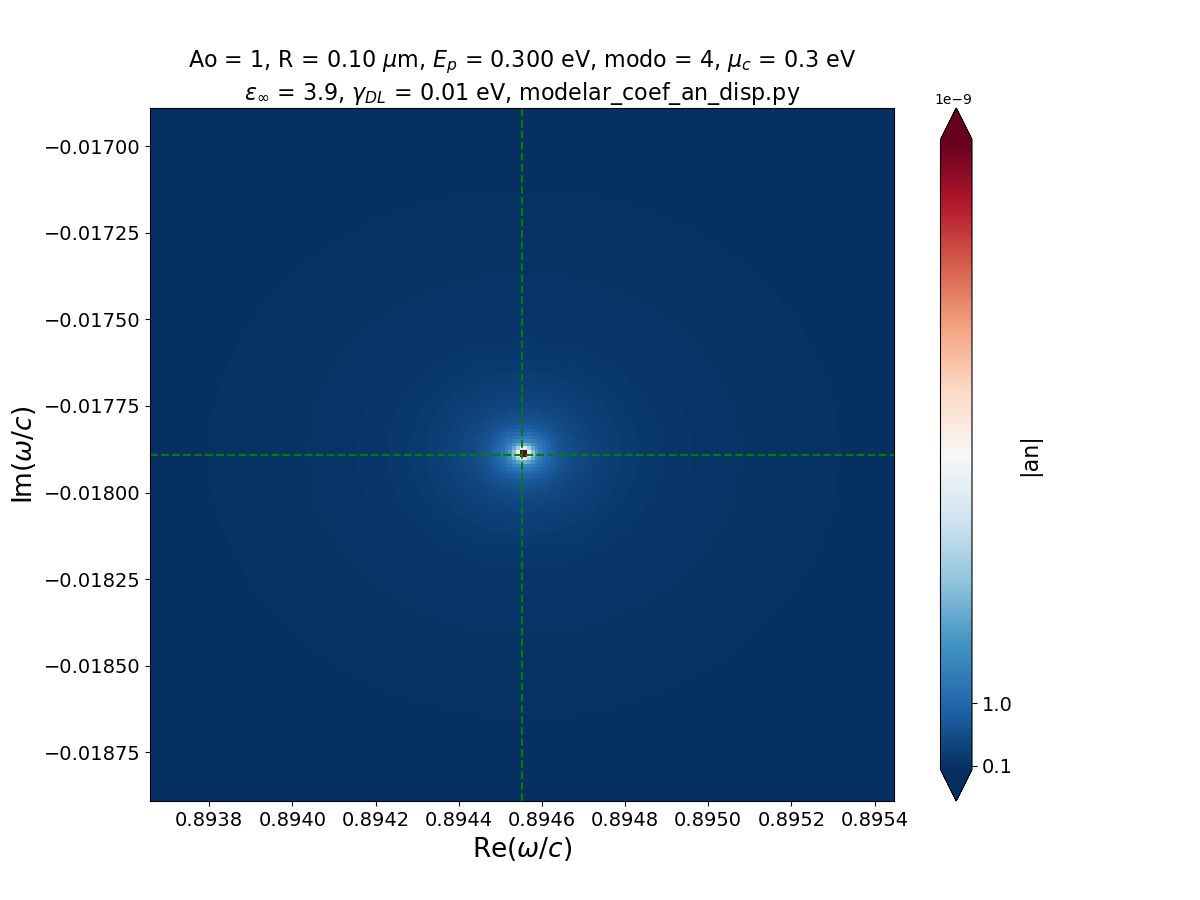 Ao = 1, R = 0.10 μm, E_p = 0.300 eV, modo = 4, μ_c = 0.3 eV
ε_∞ = 3.9, γ_DL = 0.01 eV, modelar_coef_an_disp.py
1e−9
−0.01700
−0.01725
−0.01750
−0.01775
−0.01800
−0.01825
−0.01850
−0.01875
Im(ω/c)
0.8938 0.8940 0.8942 0.8944 0.8946 0.8948 0.8950 0.8952 0.8954
Re(ω/c)
1.0
0.1
|an|